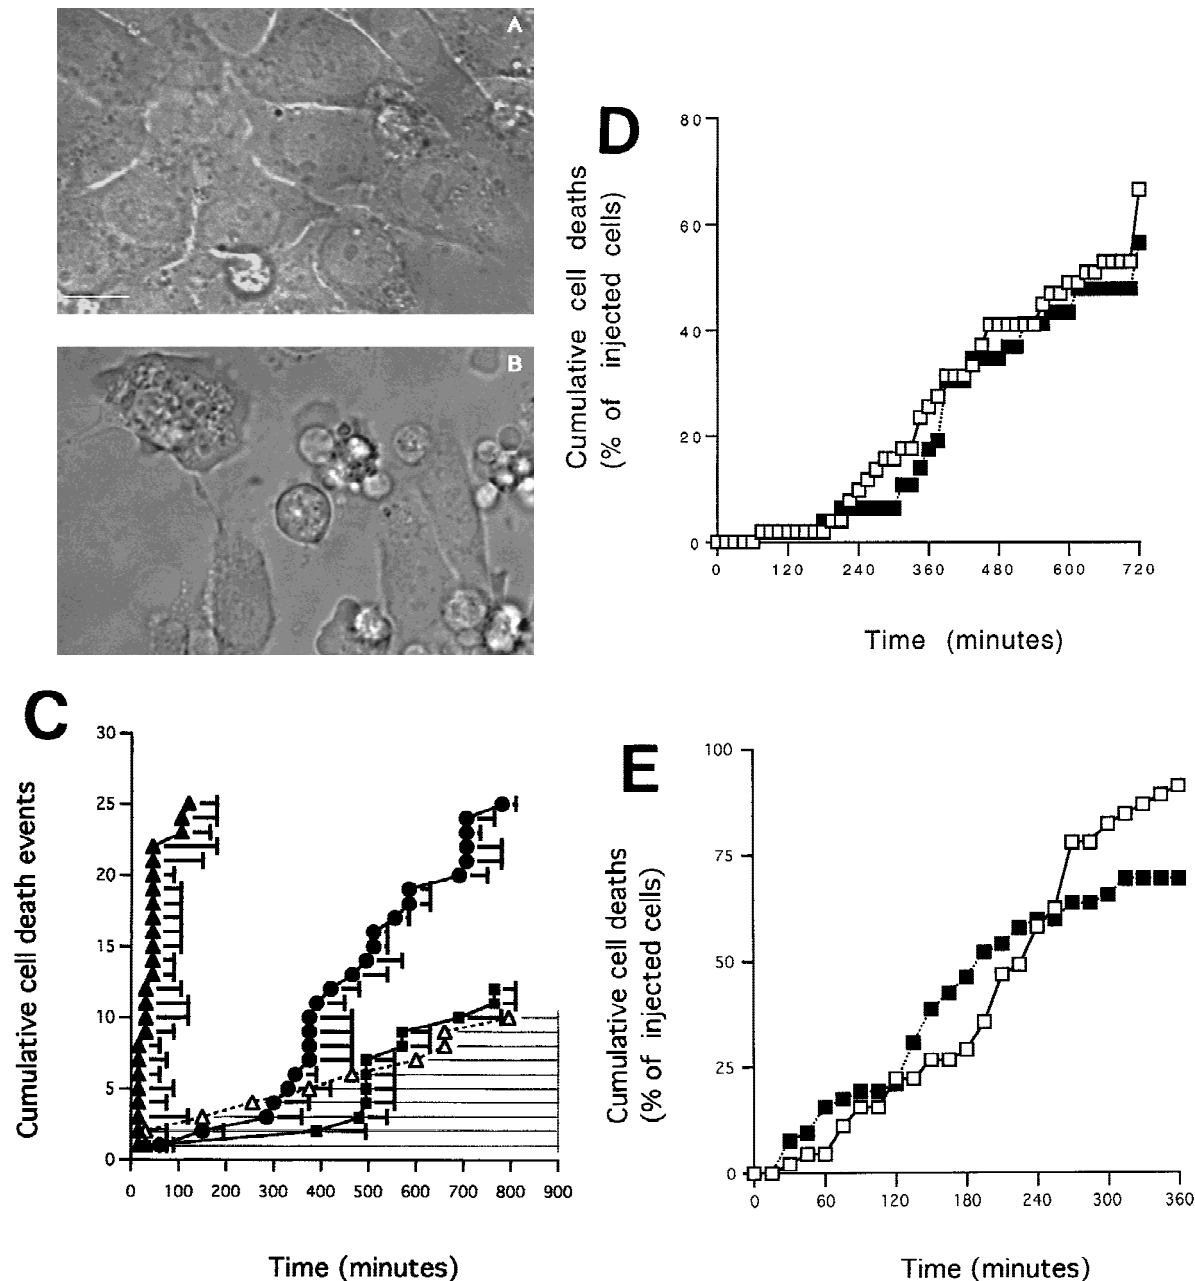 A
B
C
30
25
20
15
10
5
0
Cumulative cell death events
0 100 200 300 400 500 600 700 800 900
Time (minutes)
D
80
60
40
20
0
Cumulative cell deaths
(% of injected cells)
0 120 240 360 480 600 720
Time (minutes)
E
100
75
50
25
0
Cumulative cell deaths
(% of injected cells)
0 60 120 180 240 300 360
Time (minutes)